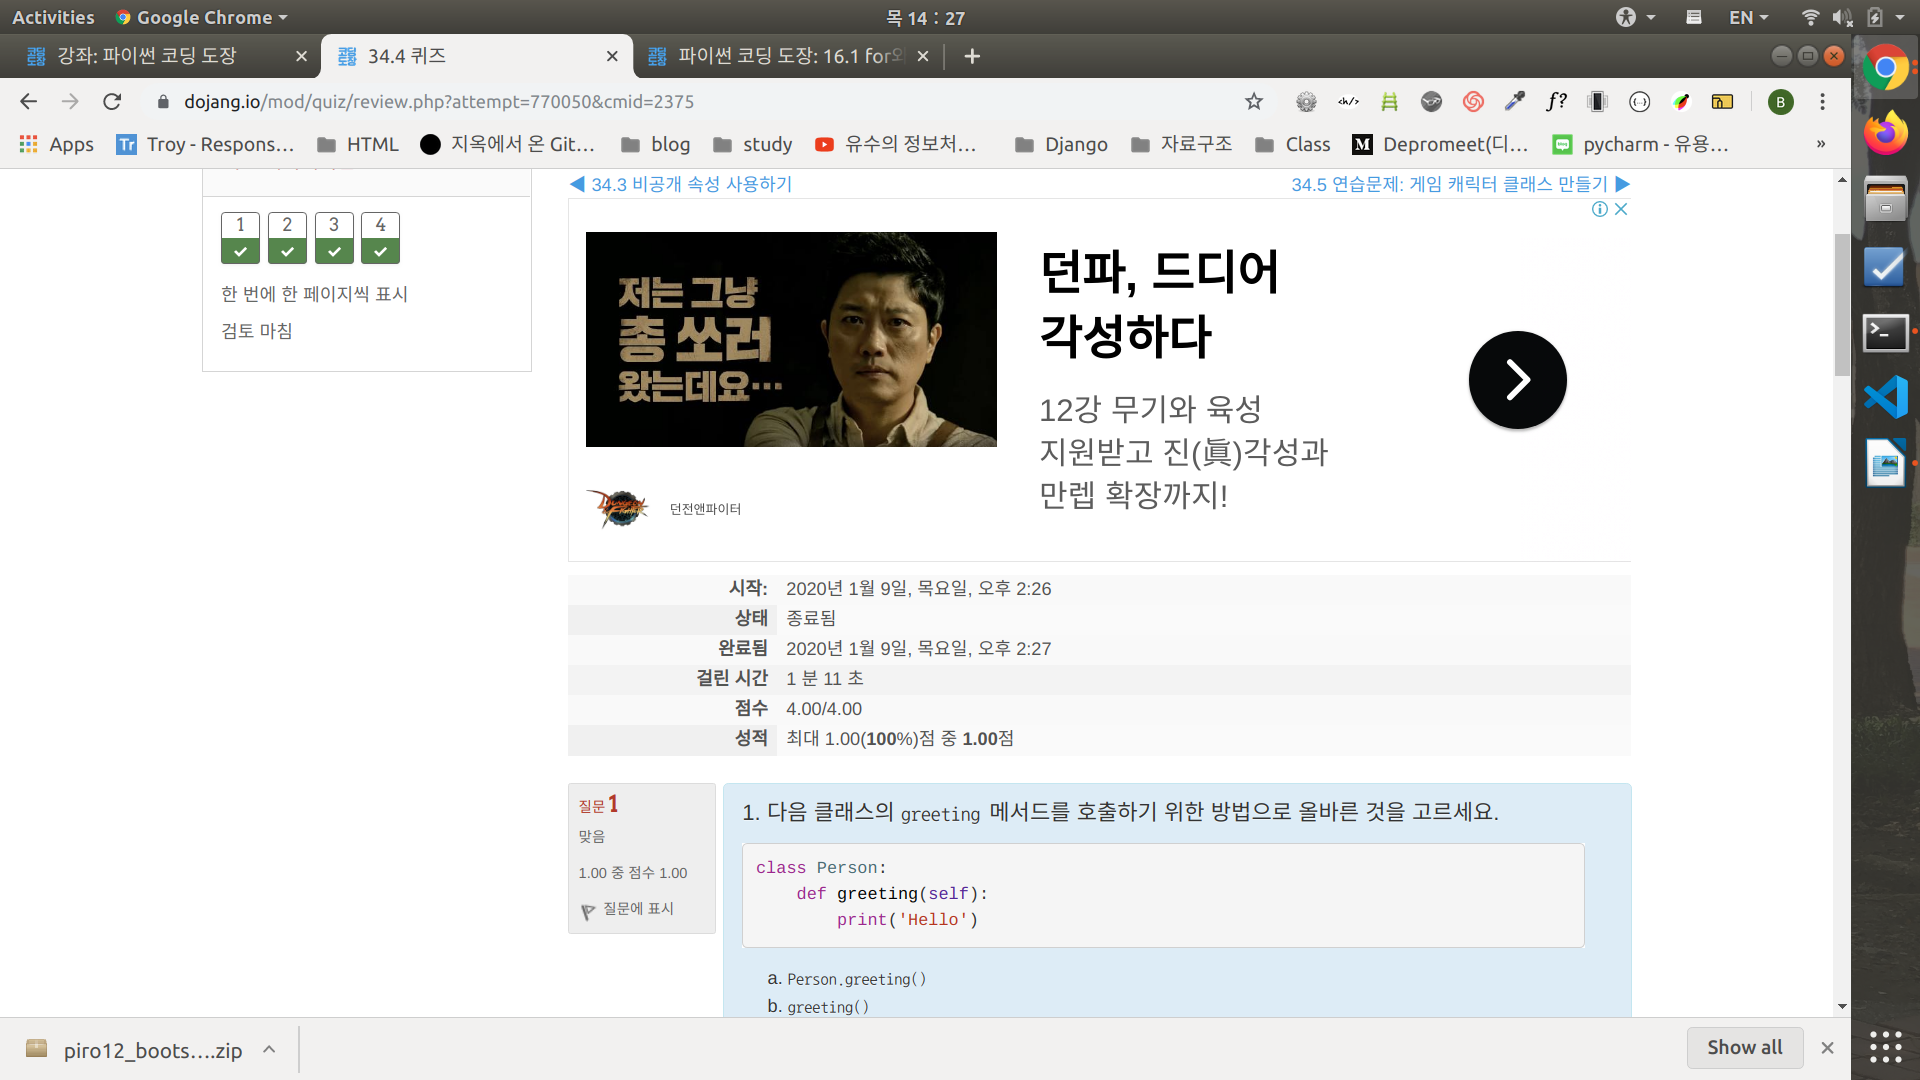 Activities
Google Chrome
목 14 : 27
EN
강좌: 파이썬 코딩 도장
34.4 퀴즈
파이썬 코딩 도장: 16.1 for와
dojang.io/mod/quiz/review.php?attempt=770050&cmid=2375
B
Apps
Troy - Respons…
HTML
지옥에서 온 Git…
blog
study
유수의 정보처…
Django
자료구조
Class
Depromeet(디…
pycharm - 유용…
»
◀ 34.3 비공개 속성 사용하기
34.5 연습문제: 게임 캐릭터 클래스 만들기 ▶
1 2 3 4
한 번에 한 페이지씩 표시
검토 마침
저는 그냥
총 쏘러
왔는데요…
던전앤파이터
던파, 드디어
각성하다
12강 무기와 육성
지원받고 진(眞)각성과
만렙 확장까지!
시작: 2020년 1월 9일, 목요일, 오후 2:26
상태 종료됨
완료됨 2020년 1월 9일, 목요일, 오후 2:27
걸린 시간 1 분 11 초
점수 4.00/4.00
성적 최대 1.00(100%)점 중 1.00점
질문 1
맞음
1.00 중 점수 1.00
질문에 표시
1. 다음 클래스의 greeting 메서드를 호출하기 위한 방법으로 올바른 것을 고르세요.
class Person:
    def greeting(self):
        print('Hello')
a. Person.greeting()
b. greeting()
piro12_boots….zip
Show all